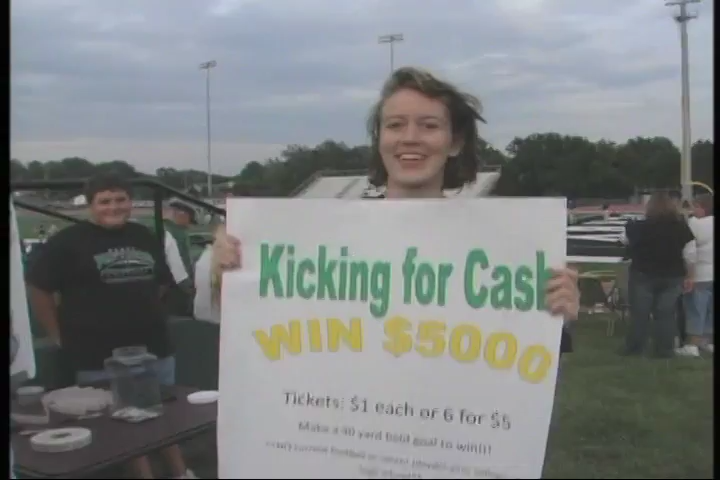 Kicking for Cash
WIN $5000
Tickets: $1 each or 6 for $5
Make a 40 yard field goal to win!!!